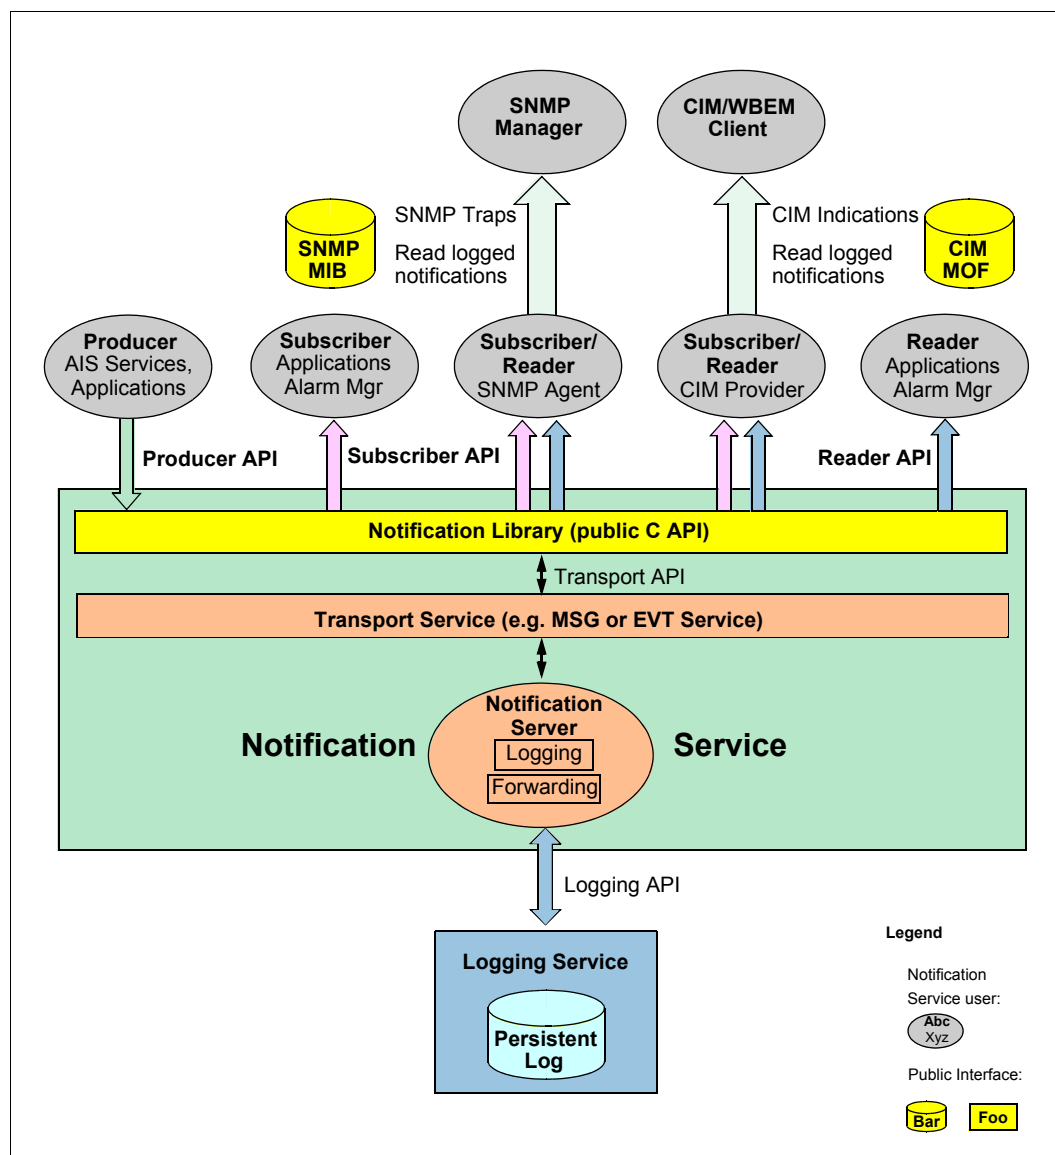 SNMP
Manager
CIM/WBEM
Client
SNMP
MIB
SNMP Traps
Read logged
notifications
CIM Indications
Read logged
notifications
CIM
MOF
Producer
AIS Services,
Applications
Subscriber
Applications
Alarm Mgr
Subscriber/
Reader
SNMP Agent
Subscriber/
Reader
CIM Provider
Reader
Applications
Alarm Mgr
Producer API
Subscriber API
Reader API
Notification Library (public C API)
Transport API
Transport Service (e.g. MSG or EVT Service)
Notification
Server
Logging
Forwarding
Notification
Service
Logging API
Logging Service
Persistent
Log
Legend
Notification
Service user:
Abc
Xyz
Public Interface:
Bar
Foo